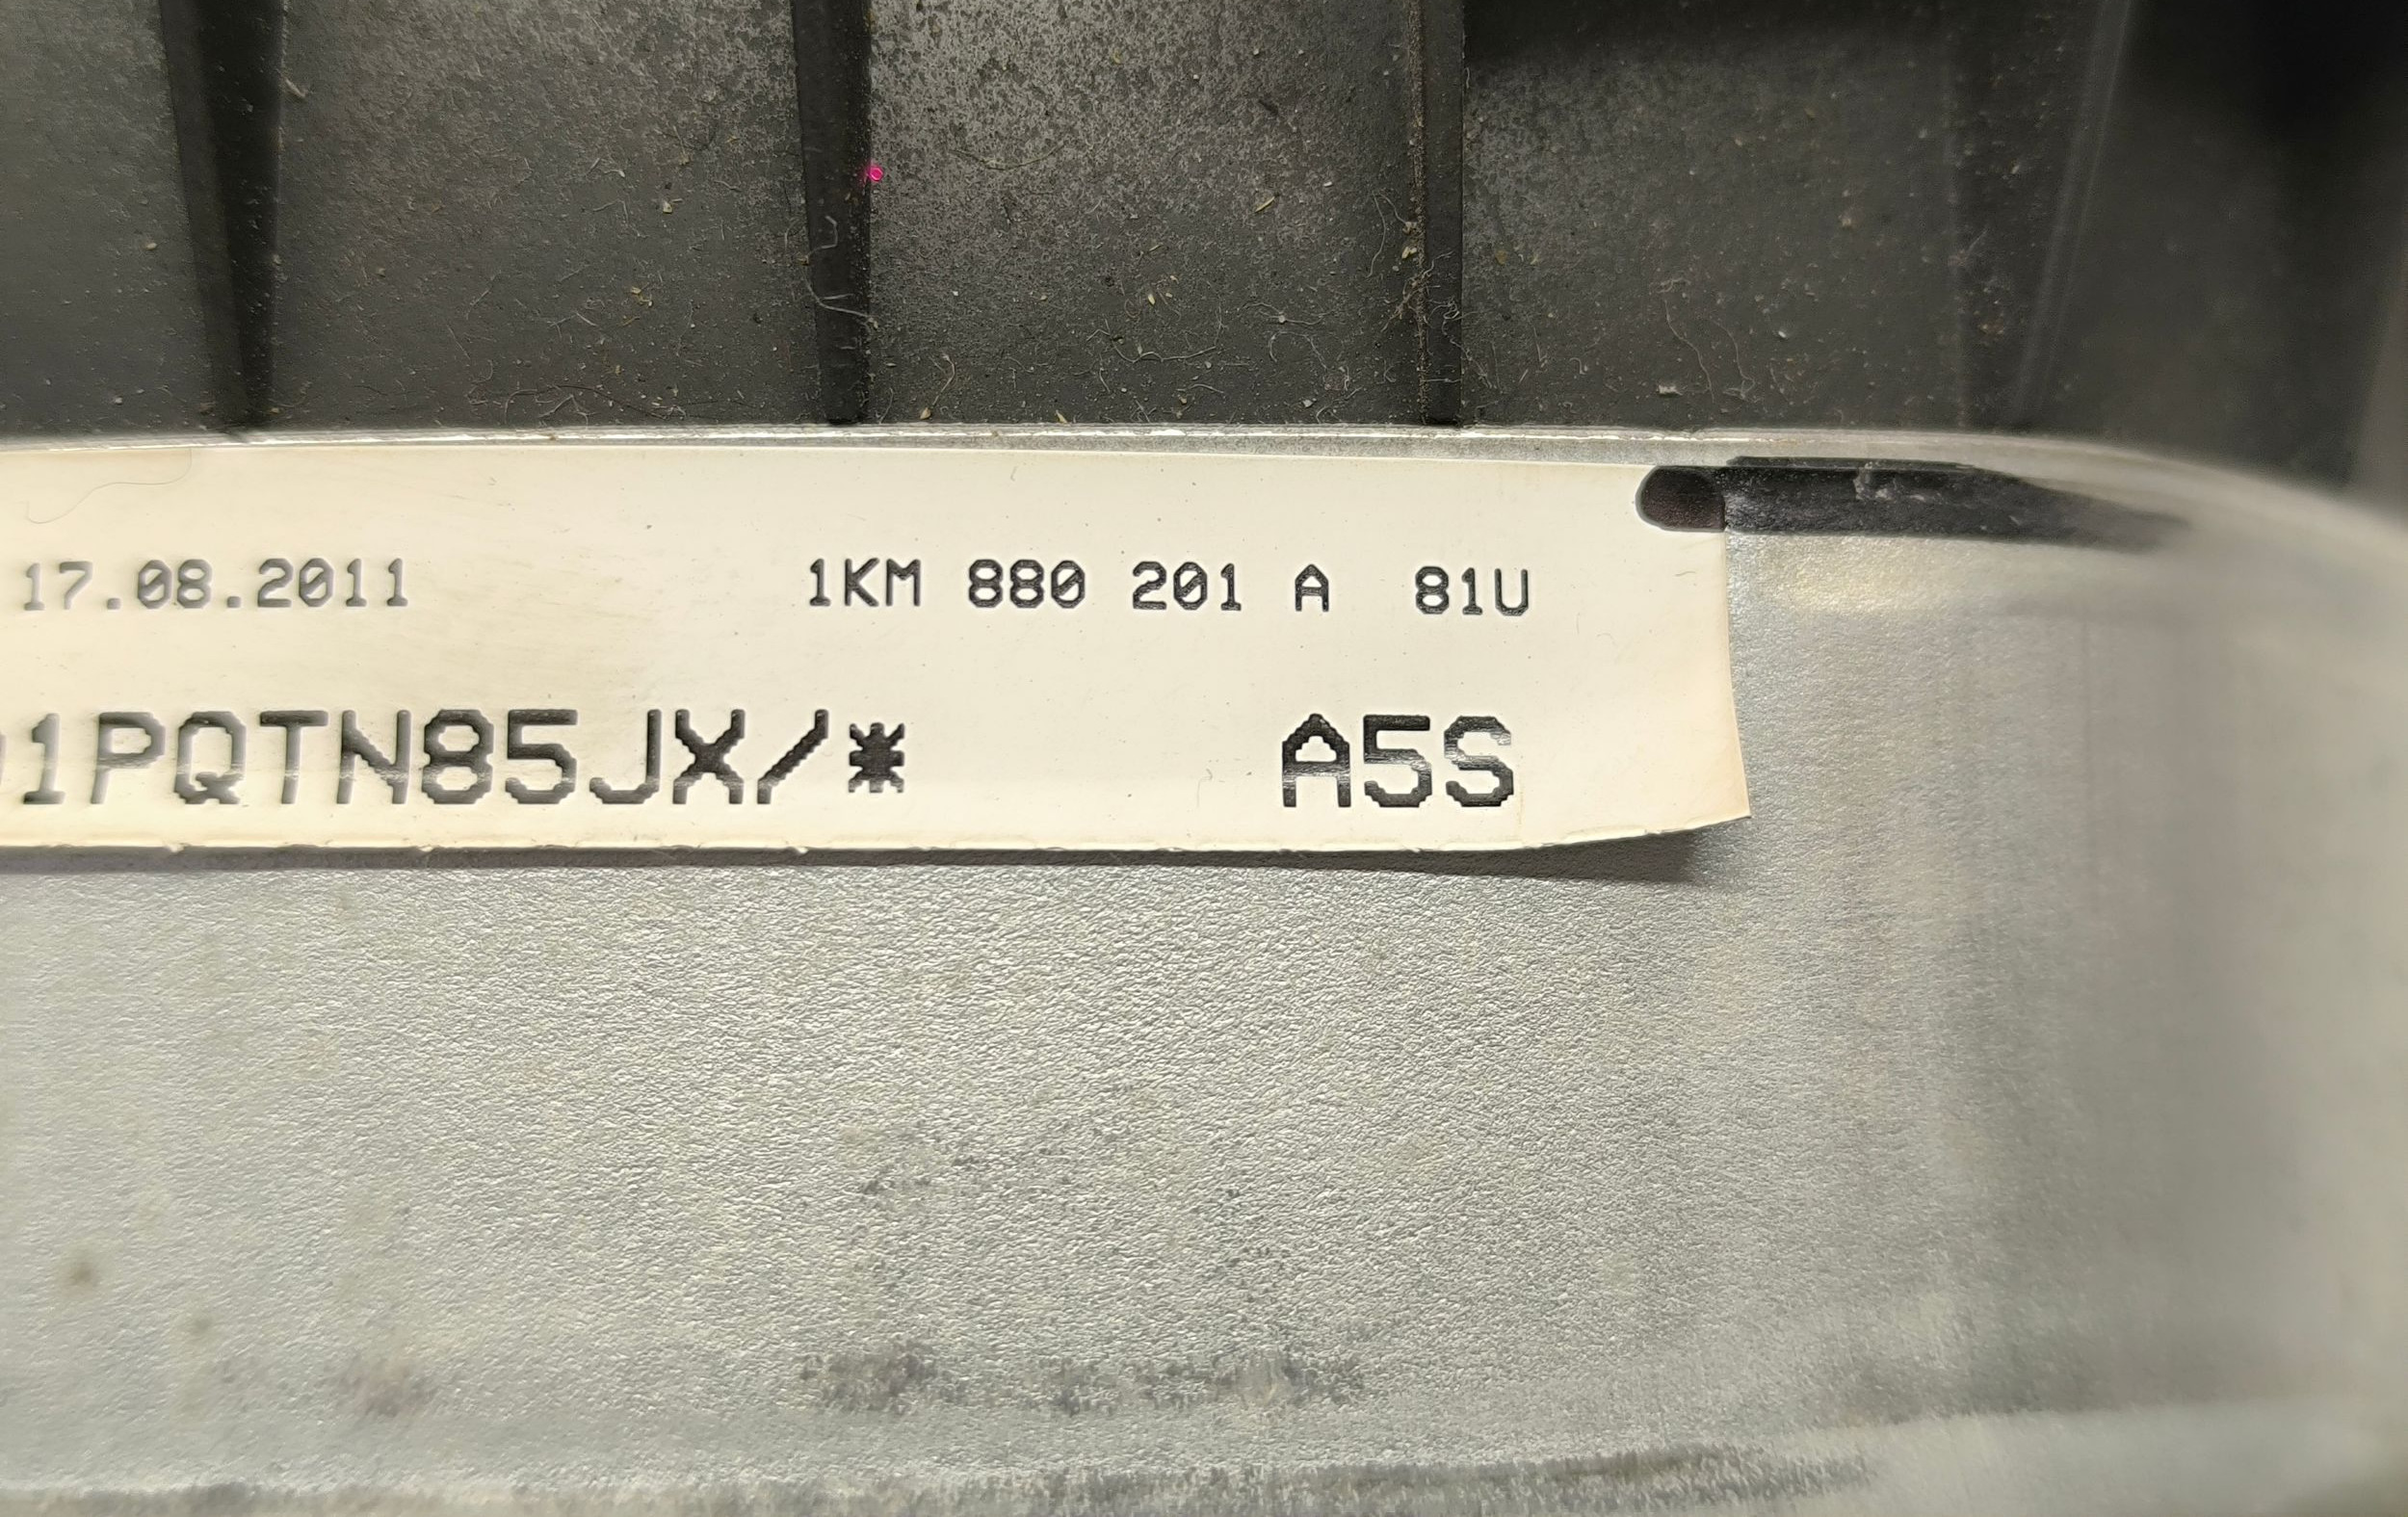 17.08.2011 1KM 880 201 A 81U
1PQTN85JX/* A5S